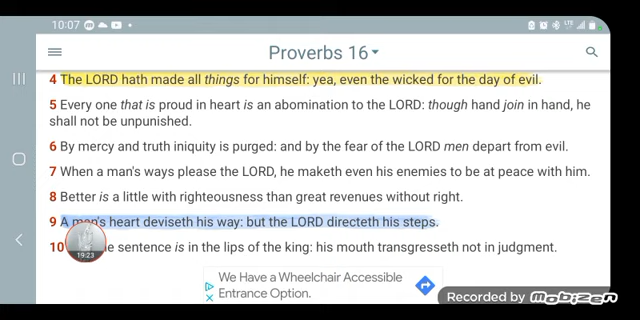 10:07
LTE
Proverbs 16
4 The LORD hath made all things for himself: yea, even the wicked for the day of evil.
5 Every one that is proud in heart is an abomination to the LORD: though hand join in hand, he
shall not be unpunished.
6 By mercy and truth iniquity is purged: and by the fear of the LORD men depart from evil.
7 When a man's ways please the LORD, he maketh even his enemies to be at peace with him.
8 Better is a little with righteousness than great revenues without right.
9 A man's heart deviseth his way: but the LORD directeth his steps.
10 sentence is in the lips of the king: his mouth transgresseth not in judgment.
19:23
We Have a Wheelchair Accessible
Entrance Option.
Recorded by Mobizen